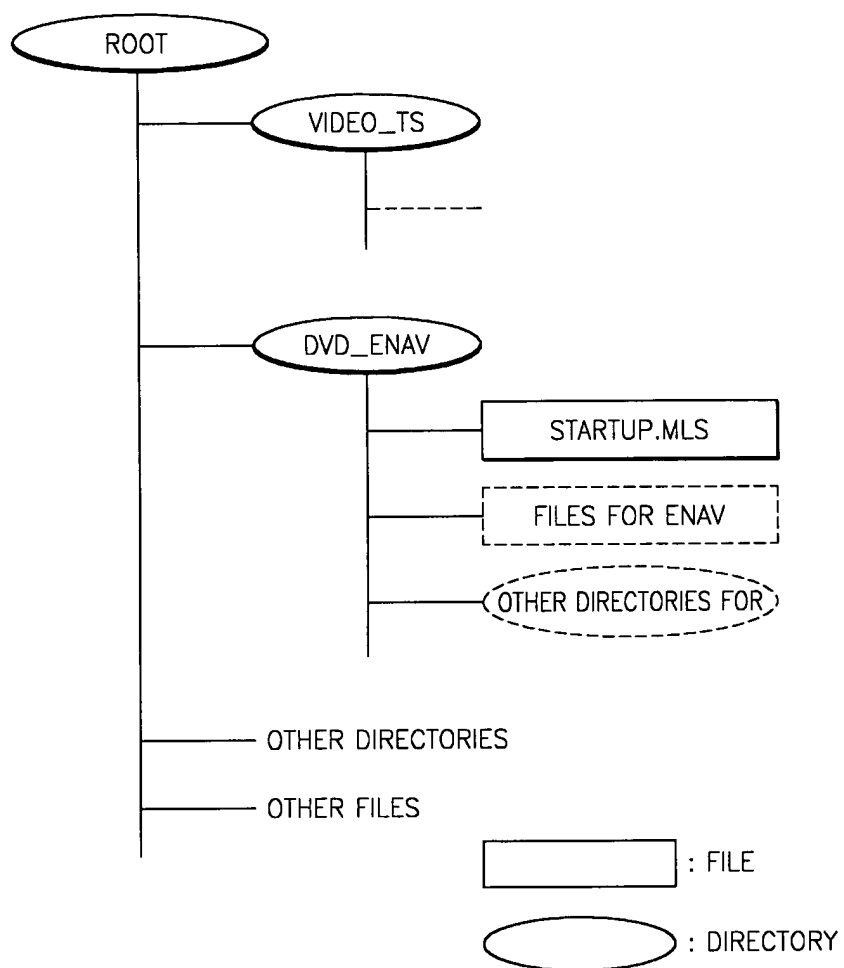 ROOT
VIDEO_TS
DVD_ENAV
STARTUP.MLS
FILES FOR ENAV
OTHER DIRECTORIES FOR
OTHER DIRECTORIES
OTHER FILES
: FILE
: DIRECTORY